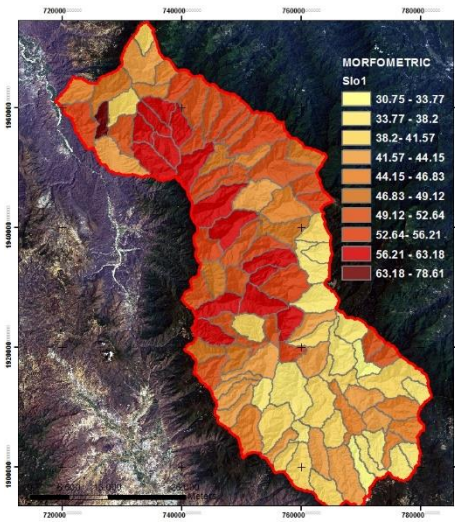 720000 740000 760000 780000
1960000
1940000
1920000
1900000
MORFOMETRIC
Slo1
30.75 - 33.77
33.77 - 38.2
38.2 - 41.57
41.57 - 44.15
44.15 - 46.83
46.83 - 49.12
49.12 - 52.64
52.64- 56.21
56.21 - 63.18
63.18 - 78.61
720000 740000 760000 780000